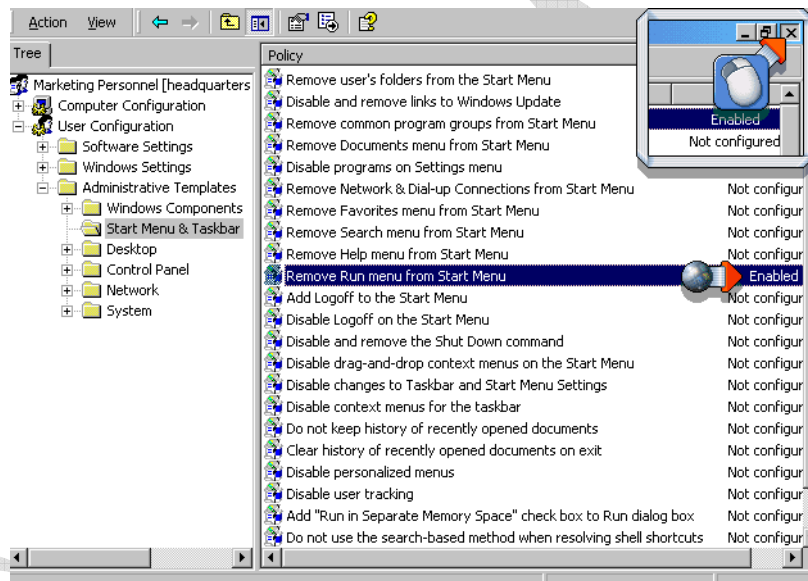 Action View
Tree
Policy
Marketing Personnel [headquarters
Computer Configuration
User Configuration
Software Settings
Windows Settings
Administrative Templates
Windows Components
Start Menu & Taskbar
Desktop
Control Panel
Network
System
Remove user's folders from the Start Menu
Disable and remove links to Windows Update
Enabled
Remove common program groups from Start Menu
Not configured
Remove Documents menu from Start Menu
Disable programs on Settings menu
Remove Network & Dial-up Connections from Start Menu Not configur
Remove Favorites menu from Start Menu Not configur
Remove Search menu from Start Menu Not configur
Remove Help menu from Start Menu Not configur
Remove Run menu from Start Menu Enabled
Add Logoff to the Start Menu Not configur
Disable Logoff on the Start Menu Not configur
Disable and remove the Shut Down command Not configur
Disable drag-and-drop context menus on the Start Menu Not configur
Disable changes to Taskbar and Start Menu Settings Not configur
Disable context menus for the taskbar Not configur
Do not keep history of recently opened documents Not configur
Clear history of recently opened documents on exit Not configur
Disable personalized menus Not configur
Disable user tracking Not configur
Add "Run in Separate Memory Space" check box to Run dialog box Not configur
Do not use the search-based method when resolving shell shortcuts Not configur